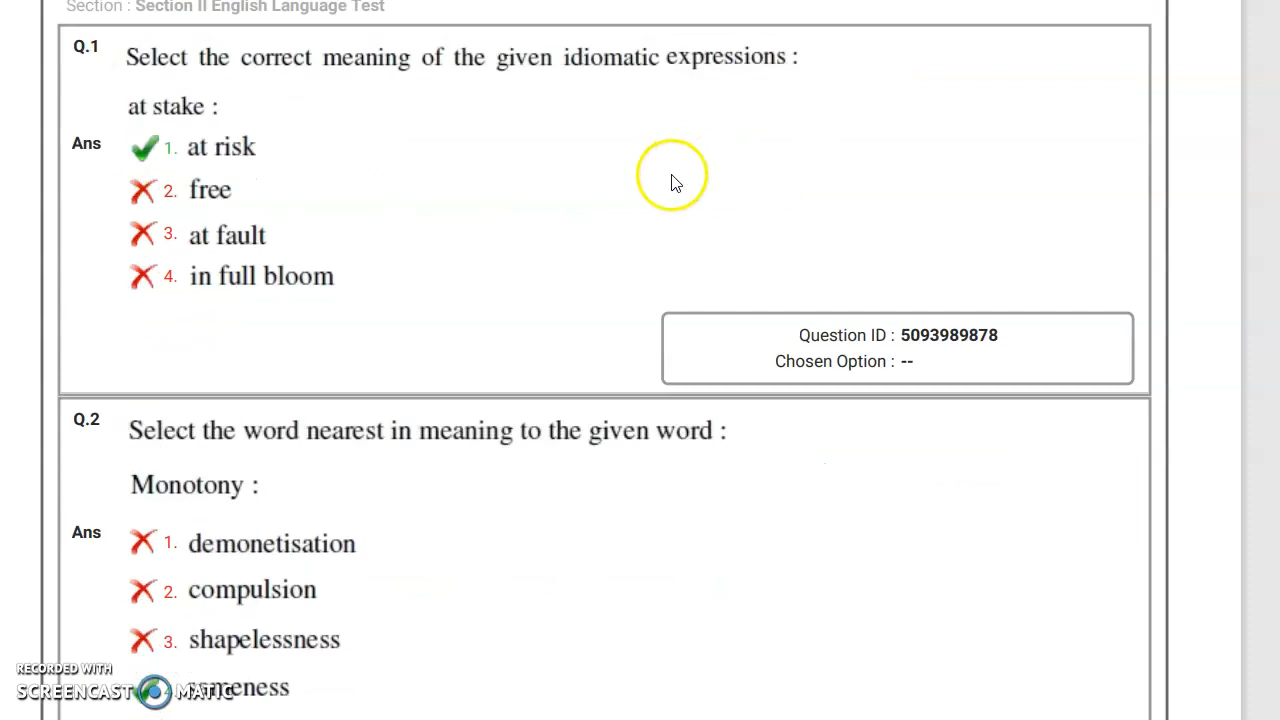 Section : Section II English Language Test
Q.1 Select the correct meaning of the given idiomatic expressions :
at stake :
Ans 1. at risk
2. free
3. at fault
4. in full bloom
Question ID : 5093989878
Chosen Option : --
Q.2 Select the word nearest in meaning to the given word :
Monotony :
Ans 1. demonetisation
2. compulsion
3. shapelessness
sameness
RECORDED WITH
SCREENCAST MATIC